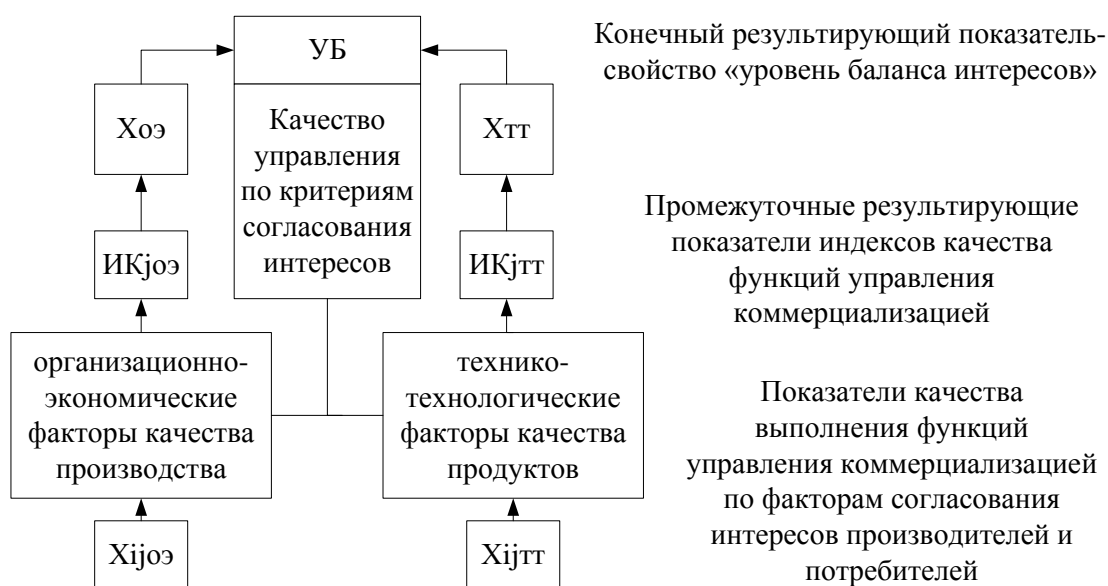 УБ
Конечный результирующий показатель-
свойство «уровень баланса интересов»
Хоэ
Качество
управления
по критериям
согласования
интересов
Хтт
ИКjоэ
ИКjтт
Промежуточные результирующие
показатели индексов качества
функций управления
коммерциализацией
организационно-
экономические
факторы качества
производства
технико-
технологические
факторы качества
продуктов
Показатели качества
выполнения функций
управления коммерциализацией
по факторам согласования
интересов производителей и
потребителей
Xijоэ
Xijтт